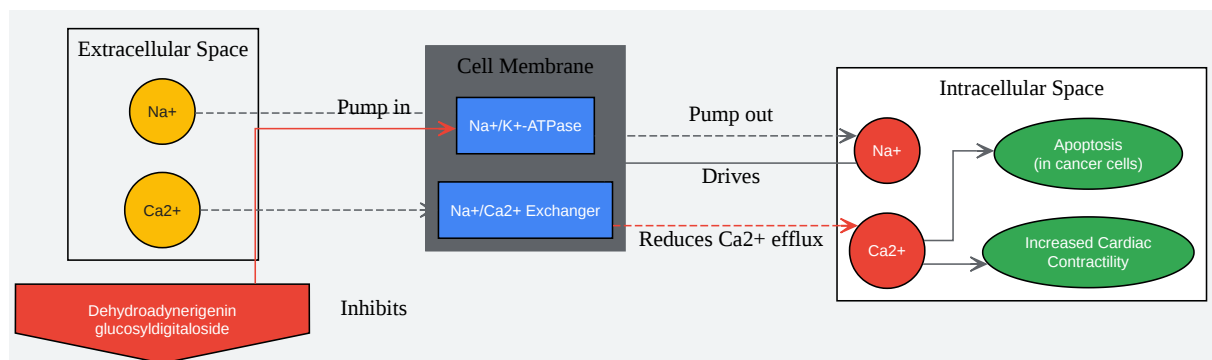 Extracellular Space
Na+
Ca2+
Dehydroadynerigenin
glucosyldigitaloside
Inhibits
Pump in
Cell Membrane
Na+/K+-ATPase
Na+/Ca2+ Exchanger
Pump out
Drives
Reduces Ca2+ efflux
Intracellular Space
Na+
Ca2+
Apoptosis
(in cancer cells)
Increased Cardiac
Contractility